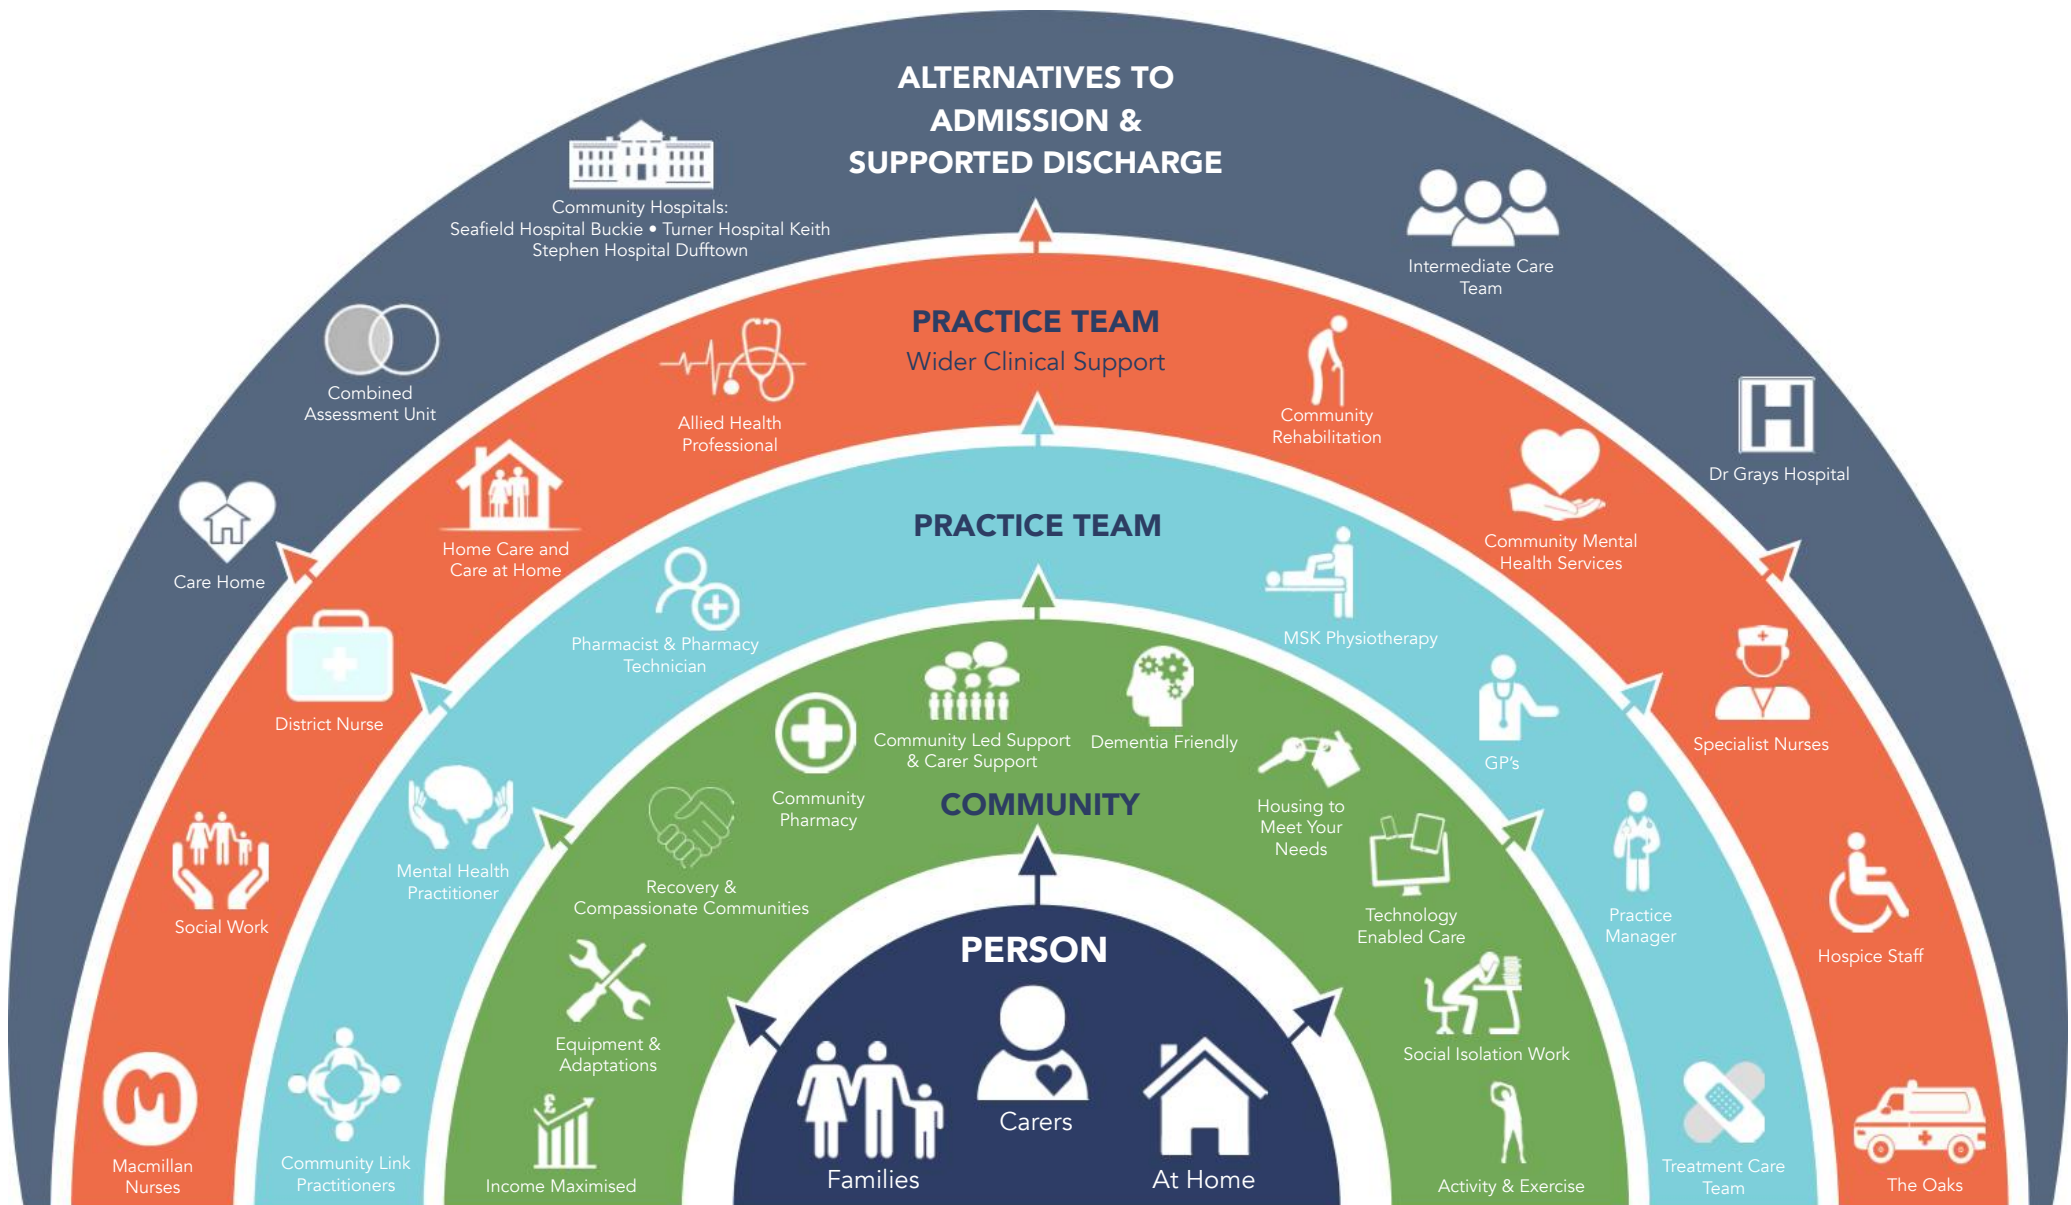 ALTERNATIVES TO
ADMISSION &
SUPPORTED DISCHARGE
Community Hospitals:
Seafield Hospital Buckie • Turner Hospital Keith
Stephen Hospital Dufftown
Intermediate Care
Team
Combined
Assessment Unit
Dr Grays Hospital
Care Home
PRACTICE TEAM
Wider Clinical Support
Allied Health
Professional
Community
Rehabilitation
Home Care and
Care at Home
Community Mental
Health Services
District Nurse
Specialist Nurses
Social Work
Hospice Staff
Macmillan
Nurses
The Oaks
PRACTICE TEAM
Pharmacist & Pharmacy
Technician
MSK Physiotherapy
GP's
Mental Health
Practitioner
Practice
Manager
Community Link
Practitioners
Treatment Care
Team
Community Led Support
& Carer Support
Dementia Friendly
Community
Pharmacy
COMMUNITY
Housing to
Meet Your
Needs
Recovery &
Compassionate Communities
Technology
Enabled Care
Equipment &
Adaptations
Social Isolation Work
£
Income Maximised
Activity & Exercise
PERSON
Carers
Families
At Home
H
M